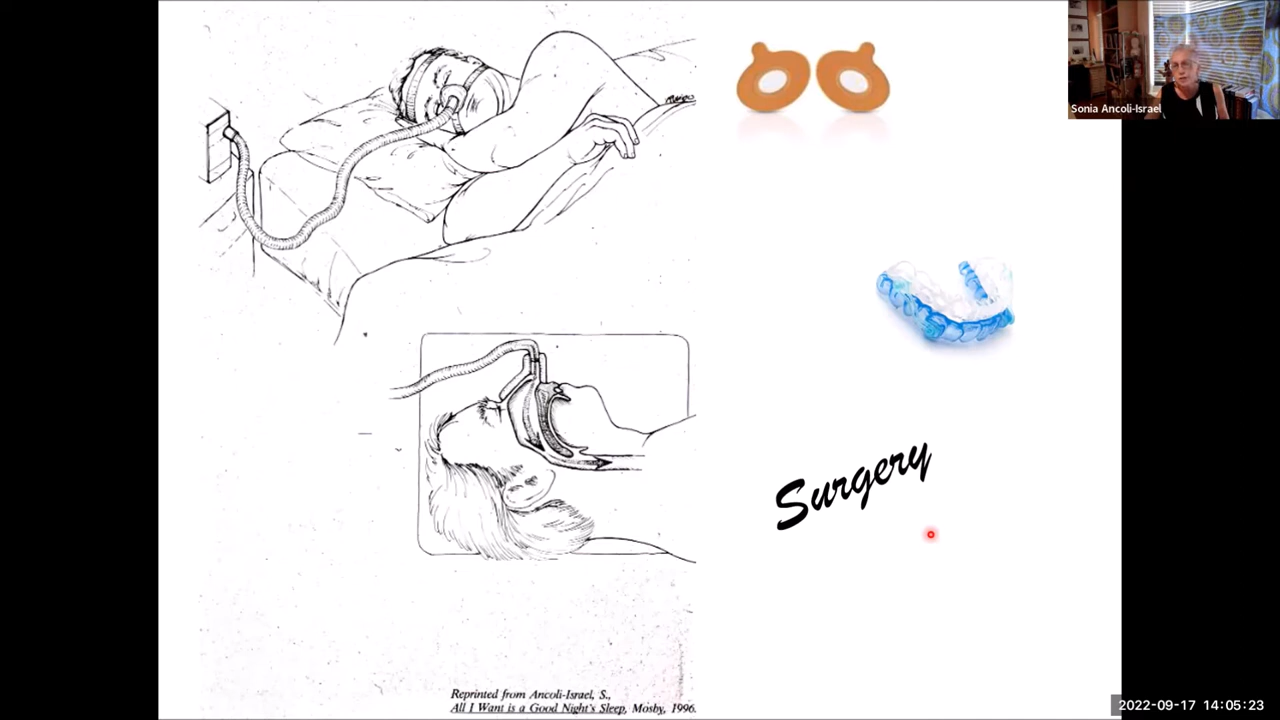 Sonia Ancoli-Israel
Surgery
Reprinted from Ancoli-Israel, S.,
All I Want is a Good Night's Sleep, Mosby, 1996.
2022-09-17 14:05:23